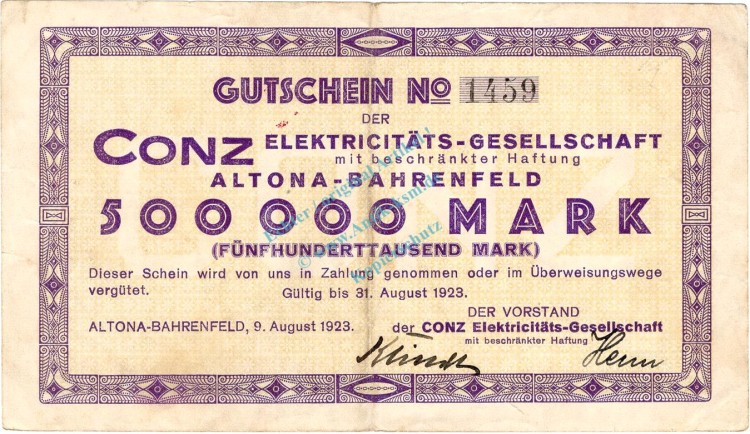 GUTSCHEIN NO 1459
DER
CONZ ELEKTRICITÄTS-GESELLSCHAFT
mit beschränkter Haftung
ALTONA-BAHRENFELD
500000 MARK
(FÜNFHUNDERTTAUSEND MARK)
Dieser Schein wird von uns in Zahlung genommen oder im Überweisungswege
vergütet. Gültig bis 31. August 1923.
DER VORSTAND
ALTONA-BAHRENFELD, 9. August 1923. der CONZ Elektricitäts-Gesellschaft
mit beschränkter Haftung